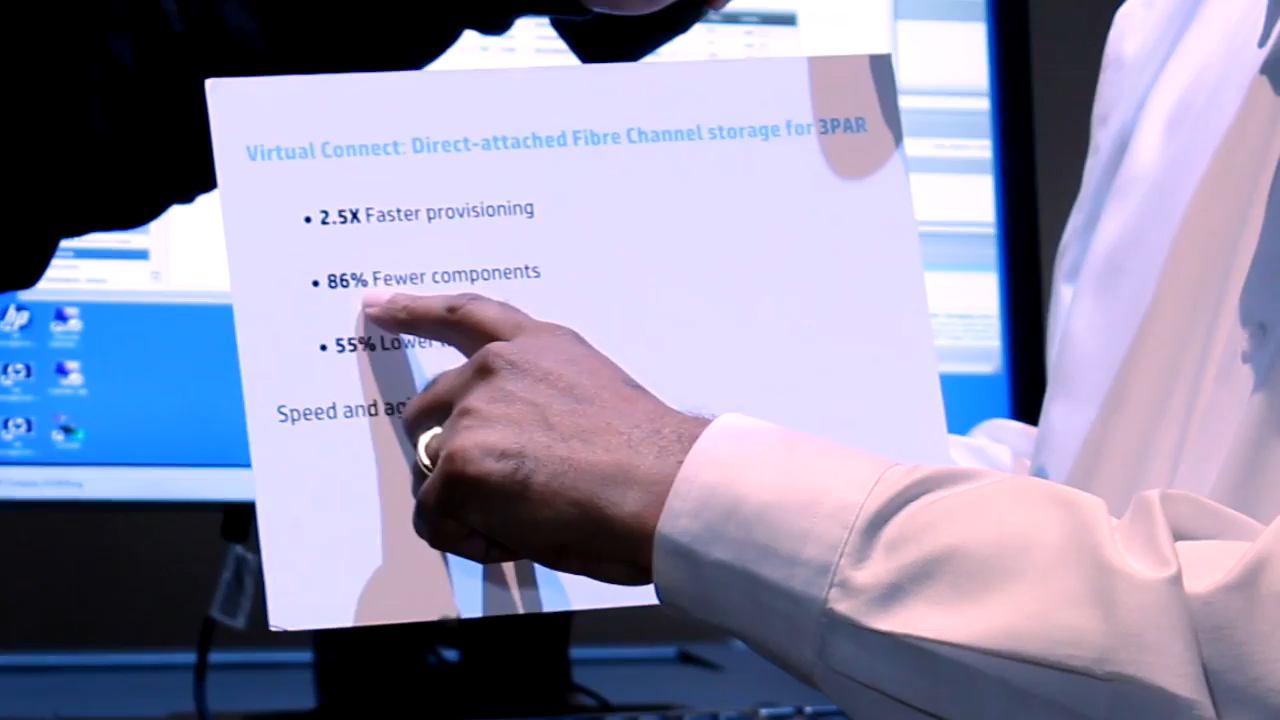 Virtual Connect: Direct-attached Fibre Channel storage for 3PAR
• 2.5X Faster provisioning
• 86% Fewer components
• 55% Lower
Speed and
hp